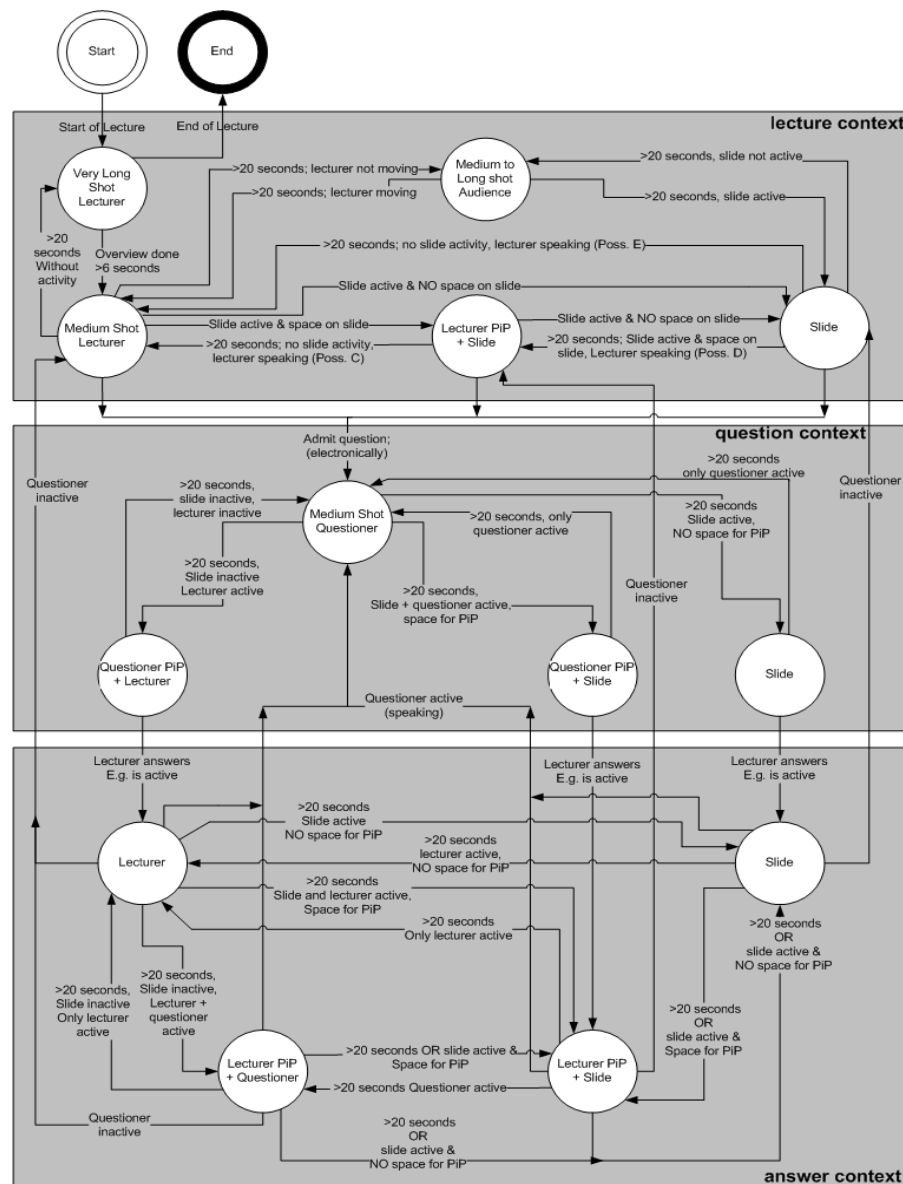 Start
End
Start of Lecture
End of Lecture
lecture context
Very Long
Shot
Lecturer
>20 seconds; lecturer not moving
>20 seconds; lecturer moving
Medium to
Long shot
Audience
>20 seconds, slide not active
>20 seconds, slide active
>20
seconds
Without
activity
Overview done
>6 seconds
>20 seconds; no slide activity, lecturer speaking (Poss. E)
Slide active & NO space on slide
Medium Shot
Lecturer
Slide active & space on slide
>20 seconds; no slide activity,
lecturer speaking (Poss. C)
Lecturer PiP
+ Slide
Slide active & NO space on slide
>20 seconds; Slide active & space on
slide, Lecturer speaking (Poss. D)
Slide
question context
Admit question;
(electronically)
Questioner
inactive
>20 seconds,
slide inactive,
lecturer inactive
Medium Shot
Questioner
>20 seconds, only
questioner active
>20 seconds
only questioner active
>20 seconds
Slide active,
NO space for PiP
Questioner
inactive
>20 seconds,
Slide inactive
Lecturer active
>20 seconds,
Slide + questioner active,
space for PiP
Questioner
inactive
Questioner PiP
+ Lecturer
Questioner PiP
+ Slide
Slide
Questioner active
(speaking)
Lecturer answers
E.g. is active
Lecturer answers
E.g. is active
Lecturer answers
E.g. is active
Lecturer
>20 seconds
Slide active
NO space for PiP
>20 seconds
lecturer active,
NO space for PiP
Slide
>20 seconds
Slide and lecturer active,
Space for PiP
>20 seconds
Only lecturer active
>20 seconds
OR
slide active &
NO space for PiP
>20 seconds,
Slide inactive
Only lecturer
active
>20 seconds,
Slide inactive,
Lecturer +
questioner
active
>20 seconds
OR
slide active &
Space for PiP
Lecturer PiP
+ Questioner
>20 seconds OR slide active &
Space for PiP
>20 seconds Questioner active
Lecturer PiP
+ Slide
Questioner
inactive
>20 seconds
OR
slide active &
NO space for PiP
answer context